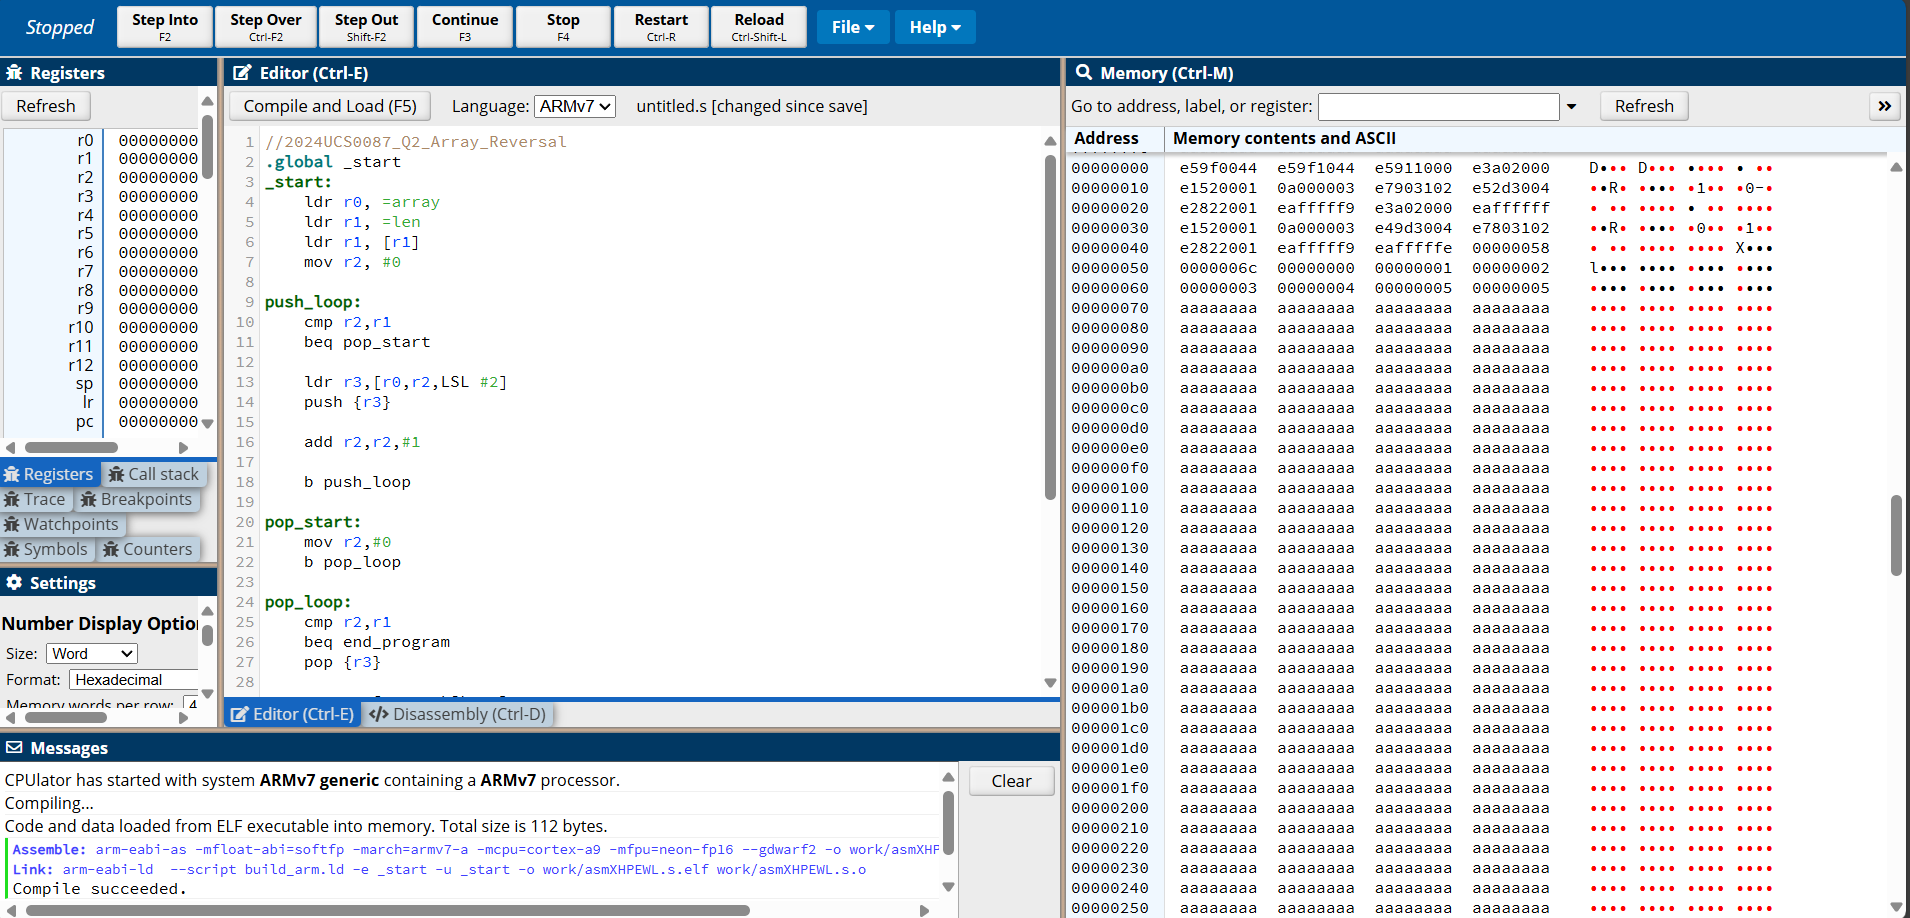 Stopped
Step Into
F2
Step Over
Ctrl-F2
Step Out
Shift-F2
Continue
F3
Stop
F4
Restart
Ctrl-R
Reload
Ctrl-Shift-L
File
Help
Registers
Refresh
r0 00000000
r1 00000000
r2 00000000
r3 00000000
r4 00000000
r5 00000000
r6 00000000
r7 00000000
r8 00000000
r9 00000000
r10 00000000
r11 00000000
r12 00000000
sp 00000000
lr 00000000
pc 00000000
Registers Call stack
Trace Breakpoints
Watchpoints
Symbols Counters
Settings
Number Display Optio
Size: Word
Format: Hexadecimal
Memory words per row: 4
Editor (Ctrl-E)
Compile and Load (F5) Language: ARMv7 untitled.s [changed since save]
1 //2024UCS0087_Q2_Array_Reversal
2 .global _start
3 _start:
4 ldr r0, =array
5 ldr r1, =len
6 ldr r1, [r1]
7 mov r2, #0
8
9 push_loop:
10 cmp r2,r1
11 beq pop_start
12
13 ldr r3,[r0,r2,LSL #2]
14 push {r3}
15
16 add r2,r2,#1
17
18 b push_loop
19
20 pop_start:
21 mov r2,#0
22 b pop_loop
23
24 pop_loop:
25 cmp r2,r1
26 beq end_program
27 pop {r3}
28
Editor (Ctrl-E) Disassembly (Ctrl-D)
Messages
CPUlator has started with system ARMv7 generic containing a ARMv7 processor.
Compiling...
Code and data loaded from ELF executable into memory. Total size is 112 bytes.
Assemble: arm-eabi-as -mfloat-abi=softfp -march=armv7-a -mcpu=cortex-a9 -mfpu=neon-fp16 --gdwarf2 -o work/asmXHP
Link: arm-eabi-ld --script build_arm.ld -e _start -u _start -o work/asmXHPEWL.s.elf work/asmXHPEWL.s.o
Compile succeeded.
Clear
Memory (Ctrl-M)
Go to address, label, or register: Refresh
Address Memory contents and ASCII
00000000 e59f0044 e59f1044 e5911000 e3a02000 D••• D••• •••• • ••
00000010 e1520001 0a000003 e7903102 e52d3004 ••R• •••• •1•• •0-•
00000020 e2822001 eafffff9 e3a02000 eaffffff • •• •••• • •• ••••
00000030 e1520001 0a000003 e49d3004 e7803102 ••R• •••• •0•• •1••
00000040 e2822001 eafffff9 eafffffe 00000058 • •• •••• •••• X•••
00000050 0000006c 00000000 00000001 00000002 l••• •••• •••• ••••
00000060 00000003 00000004 00000005 00000005 •••• •••• •••• ••••
00000070 aaaaaaaa aaaaaaaa aaaaaaaa aaaaaaaa •••• •••• •••• ••••
00000080 aaaaaaaa aaaaaaaa aaaaaaaa aaaaaaaa •••• •••• •••• ••••
00000090 aaaaaaaa aaaaaaaa aaaaaaaa aaaaaaaa •••• •••• •••• ••••
000000a0 aaaaaaaa aaaaaaaa aaaaaaaa aaaaaaaa •••• •••• •••• ••••
000000b0 aaaaaaaa aaaaaaaa aaaaaaaa aaaaaaaa •••• •••• •••• ••••
000000c0 aaaaaaaa aaaaaaaa aaaaaaaa aaaaaaaa •••• •••• •••• ••••
000000d0 aaaaaaaa aaaaaaaa aaaaaaaa aaaaaaaa •••• •••• •••• ••••
000000e0 aaaaaaaa aaaaaaaa aaaaaaaa aaaaaaaa •••• •••• •••• ••••
000000f0 aaaaaaaa aaaaaaaa aaaaaaaa aaaaaaaa •••• •••• •••• ••••
00000100 aaaaaaaa aaaaaaaa aaaaaaaa aaaaaaaa •••• •••• •••• ••••
00000110 aaaaaaaa aaaaaaaa aaaaaaaa aaaaaaaa •••• •••• •••• ••••
00000120 aaaaaaaa aaaaaaaa aaaaaaaa aaaaaaaa •••• •••• •••• ••••
00000130 aaaaaaaa aaaaaaaa aaaaaaaa aaaaaaaa •••• •••• •••• ••••
00000140 aaaaaaaa aaaaaaaa aaaaaaaa aaaaaaaa •••• •••• •••• ••••
00000150 aaaaaaaa aaaaaaaa aaaaaaaa aaaaaaaa •••• •••• •••• ••••
00000160 aaaaaaaa aaaaaaaa aaaaaaaa aaaaaaaa •••• •••• •••• ••••
00000170 aaaaaaaa aaaaaaaa aaaaaaaa aaaaaaaa •••• •••• •••• ••••
00000180 aaaaaaaa aaaaaaaa aaaaaaaa aaaaaaaa •••• •••• •••• ••••
00000190 aaaaaaaa aaaaaaaa aaaaaaaa aaaaaaaa •••• •••• •••• ••••
000001a0 aaaaaaaa aaaaaaaa aaaaaaaa aaaaaaaa •••• •••• •••• ••••
000001b0 aaaaaaaa aaaaaaaa aaaaaaaa aaaaaaaa •••• •••• •••• ••••
000001c0 aaaaaaaa aaaaaaaa aaaaaaaa aaaaaaaa •••• •••• •••• ••••
000001d0 aaaaaaaa aaaaaaaa aaaaaaaa aaaaaaaa •••• •••• •••• ••••
000001e0 aaaaaaaa aaaaaaaa aaaaaaaa aaaaaaaa •••• •••• •••• ••••
000001f0 aaaaaaaa aaaaaaaa aaaaaaaa aaaaaaaa •••• •••• •••• ••••
00000200 aaaaaaaa aaaaaaaa aaaaaaaa aaaaaaaa •••• •••• •••• ••••
00000210 aaaaaaaa aaaaaaaa aaaaaaaa aaaaaaaa •••• •••• •••• ••••
00000220 aaaaaaaa aaaaaaaa aaaaaaaa aaaaaaaa •••• •••• •••• ••••
00000230 aaaaaaaa aaaaaaaa aaaaaaaa aaaaaaaa •••• •••• •••• ••••
00000240 aaaaaaaa aaaaaaaa aaaaaaaa aaaaaaaa •••• •••• •••• ••••
00000250 aaaaaaaa aaaaaaaa aaaaaaaa aaaaaaaa •••• •••• •••• ••••